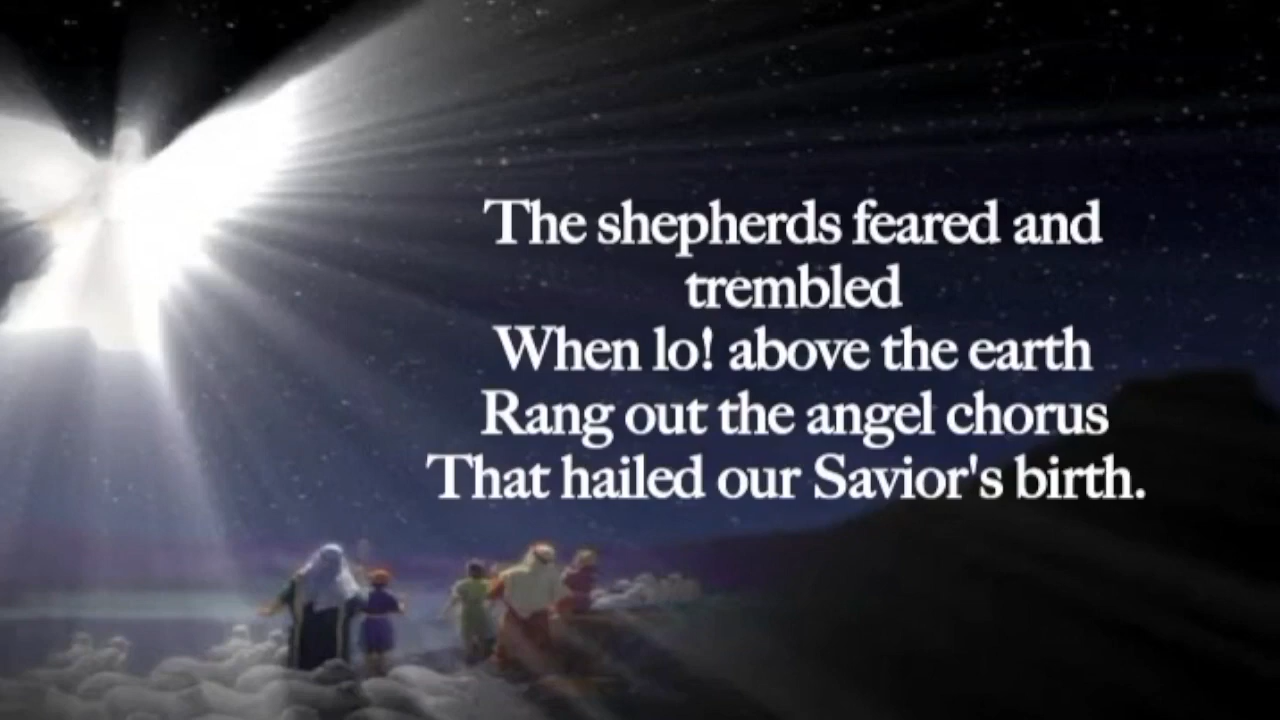 The shepherds feared and
trembled
When lo! above the earth
Rang out the angel chorus
That hailed our Savior's birth.